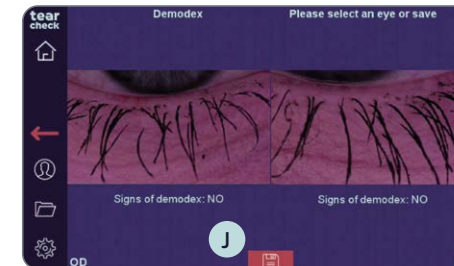 tear
check
Demodex
Please select an eye or save
Signs of demodex: NO
Signs of demodex: NO
J
OD